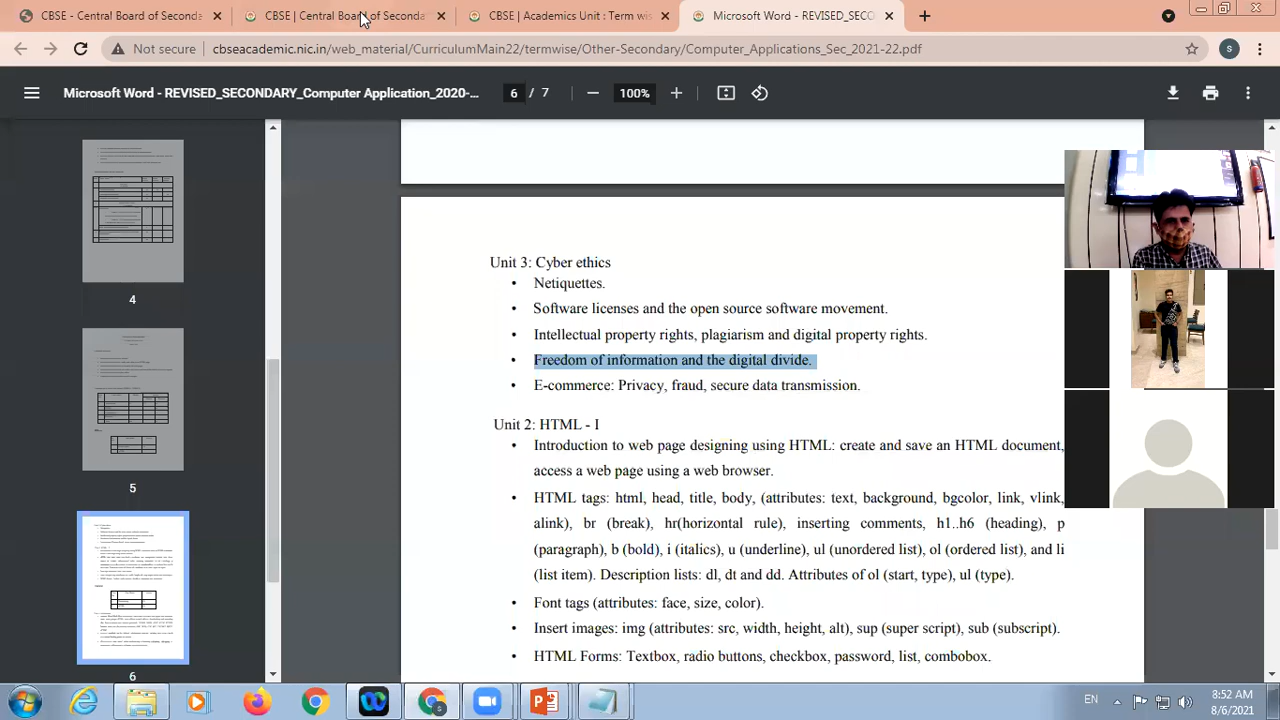 CBSE - Central Board of Seconda
CBSE | Central Board of Seconda
CBSE | Academics Unit : Term wis
Microsoft Word - REVISED_SECO
Not secure
cbseacademic.nic.in/web_material/CurriculumMain22/termwise/Other-Secondary/Computer_Applications_Sec_2021-22.pdf
S
Microsoft Word - REVISED_SECONDARY_Computer Application_2020-...
6 / 7
100%
4
5
6
Unit 3: Cyber ethics
• Netiquettes.
• Software licenses and the open source software movement.
• Intellectual property rights, plagiarism and digital property rights.
• Freedom of information and the digital divide.
• E-commerce: Privacy, fraud, secure data transmission.
Unit 2: HTML - I
• Introduction to web page designing using HTML: create and save an HTML document,
access a web page using a web browser.
• HTML tags: html, head, title, body, (attributes: text, background, bgcolor, link, vlink,
br (break), hr(horizontal rule), inserting comments, h1..h6 (heading), p
(paragraph), b (bold), i (italics), u (underline), ul (unordered list), ol (ordered list), and li
(list item). Description lists: dl, dt and dd. Attributes of ol (start, type), ul (type).
• Font tags (attributes: face, size, color).
• Insert images: img (attributes: src, width, height, sup (super script), sub (subscript).
• HTML Forms: Textbox, radio buttons, checkbox, password, list, combobox.
EN
8:52 AM
8/6/2021